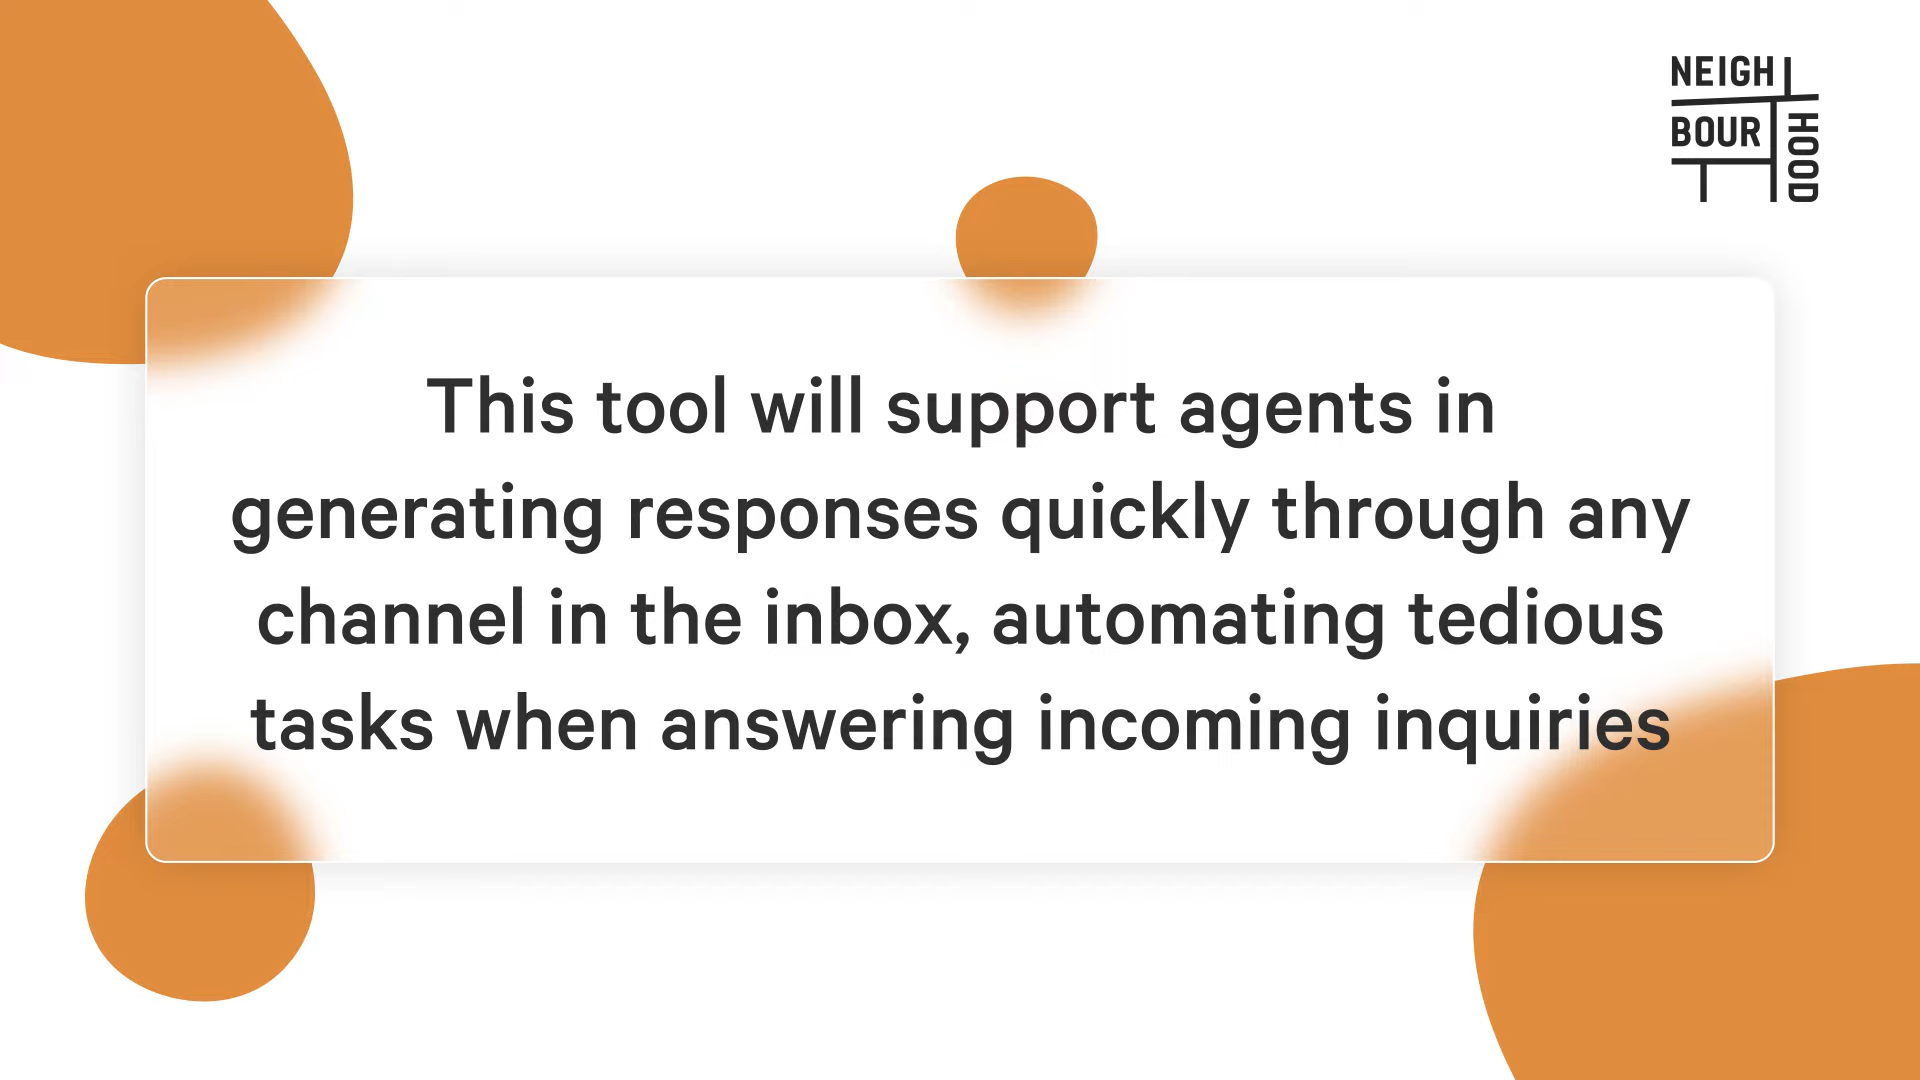 NEIGH
BOUR
HOOD
This tool will support agents in
generating responses quickly through any
channel in the inbox, automating tedious
tasks when answering incoming inquiries